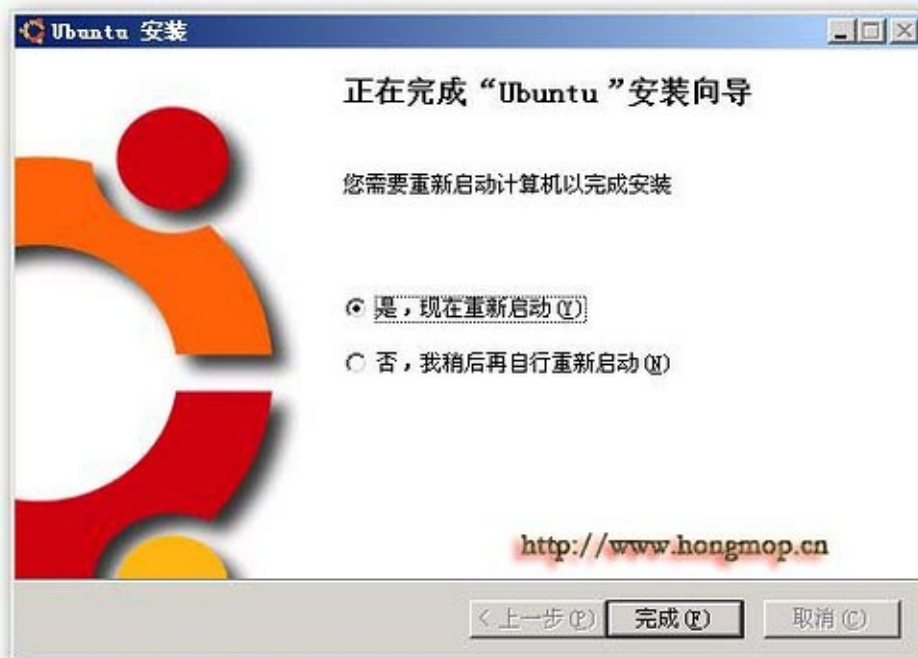 Ubuntu 安装
正在完成“Ubuntu”安装向导
您需要重新启动计算机以完成安装
是，现在重新启动(Y)
否，我稍后再自行重新启动(N)
http://www.hongmop.cn
< 上一步(P) 完成(F) 取消(C)